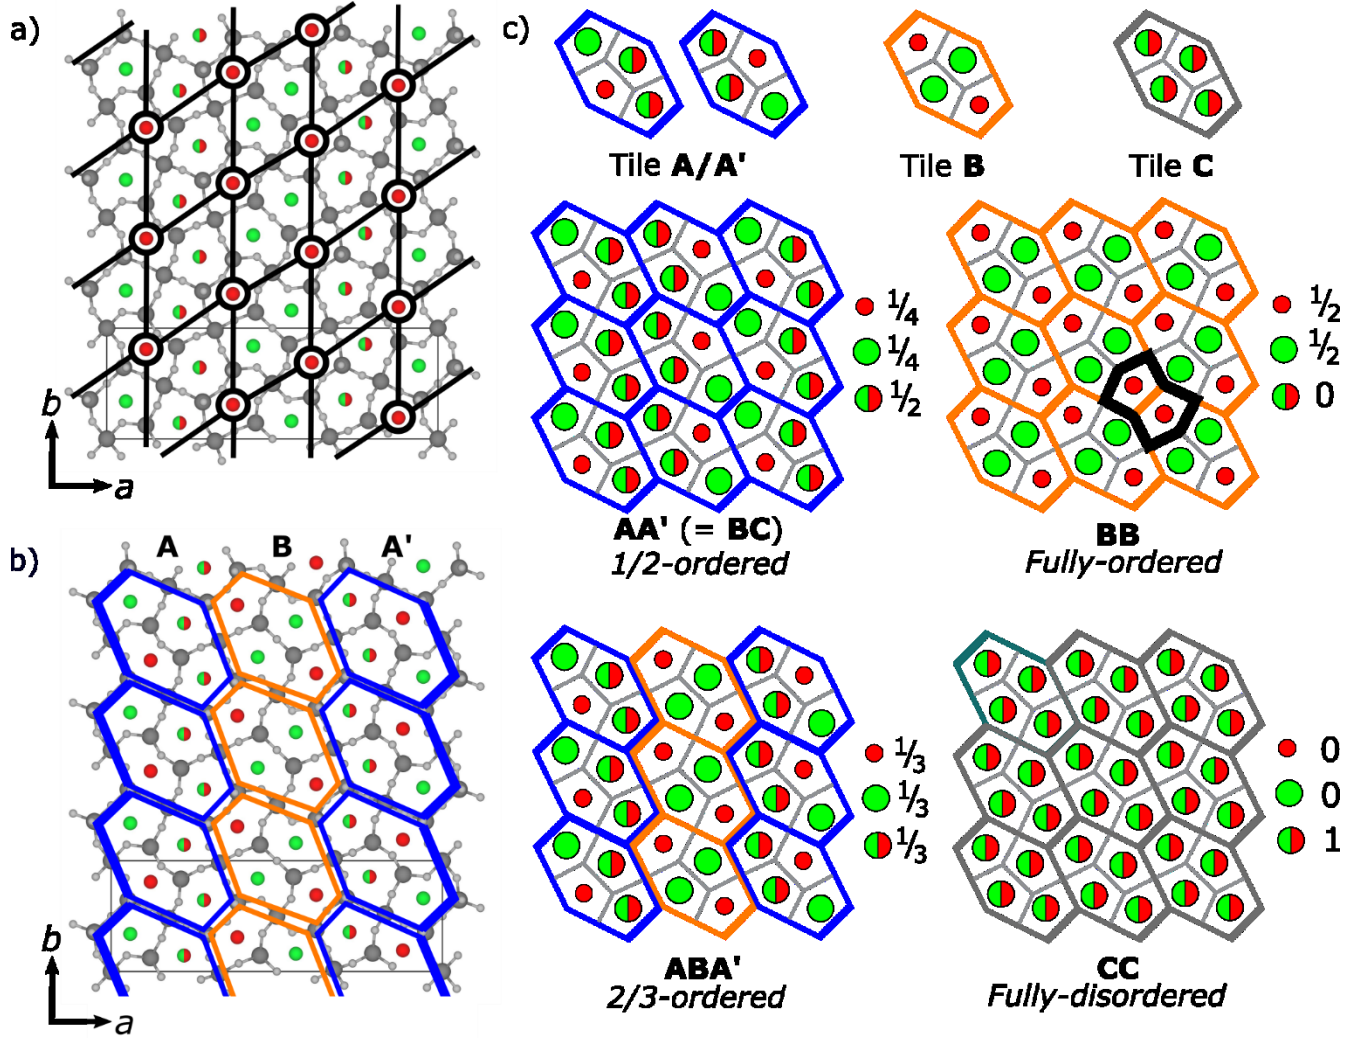 a)
b
a
b)
A B A'
b
a
c)
Tile A/A'
Tile B
Tile C
1/4
1/4
1/2
AA' (= BC)
1/2-ordered
1/2
1/2
0
BB
Fully-ordered
1/3
1/3
1/3
ABA'
2/3-ordered
0
0
1
CC
Fully-disordered